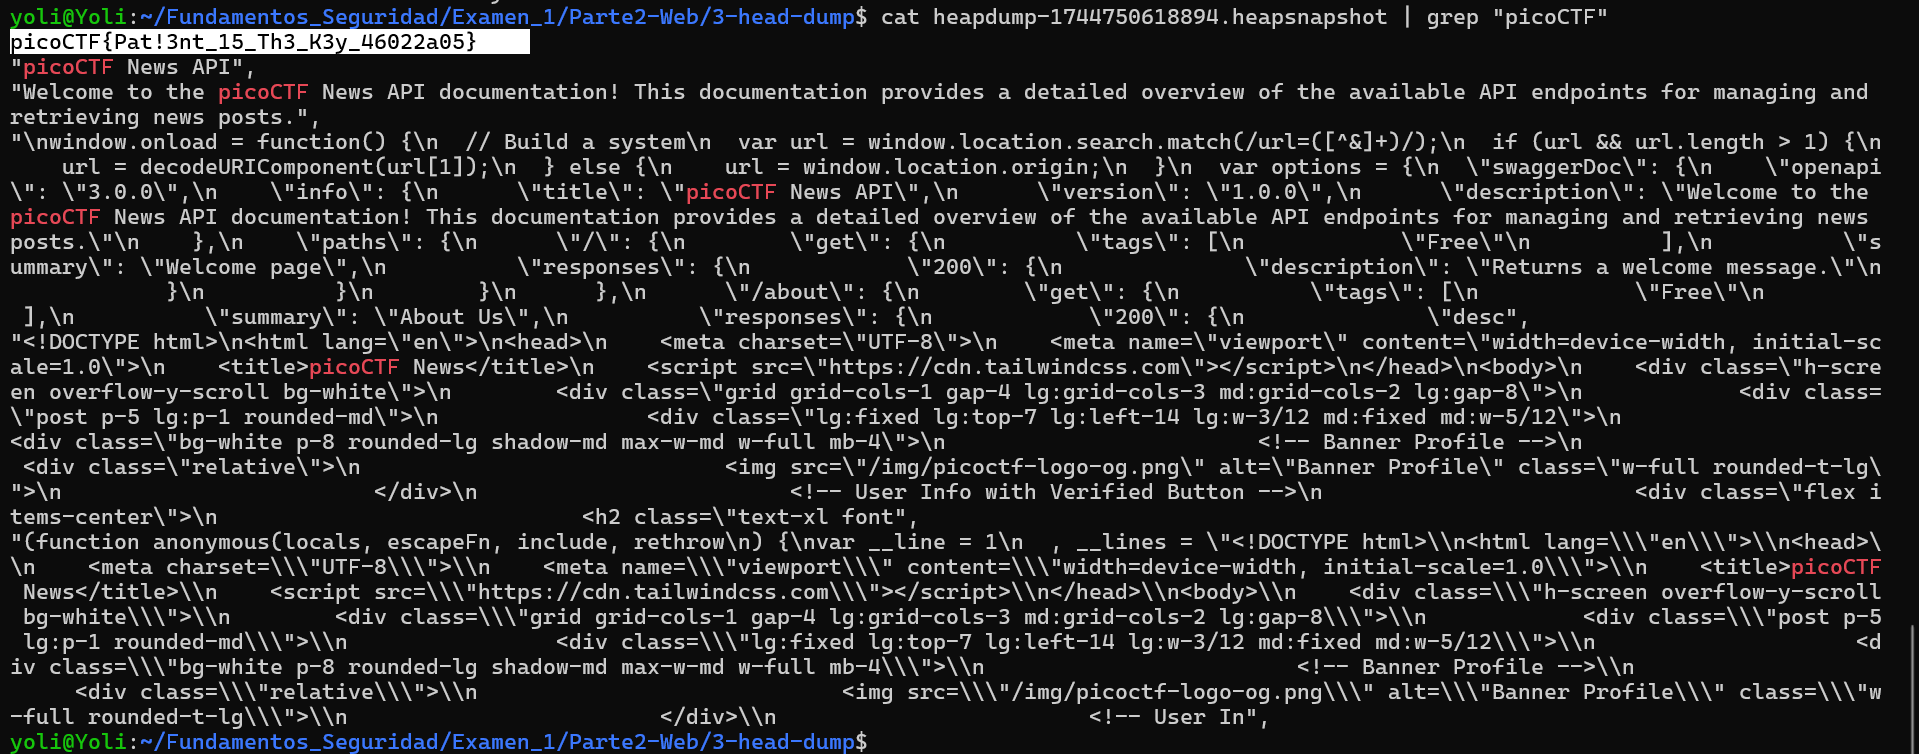 yoli@Yoli:~/Fundamentos_Seguridad/Examen_1/Parte2-Web/3-head-dump$ cat heapdump-1744750618894.heapsnapshot | grep "picoCTF"
picoCTF{Pat!3nt_15_Th3_K3y_46022a05}
"picoCTF News API",
"Welcome to the picoCTF News API documentation! This documentation provides a detailed overview of the available API endpoints for managing and
retrieving news posts.",
"\nwindow.onload = function() {\n  // Build a system\n  var url = window.location.search.match(/url=([^&]+)/);\n  if (url && url.length > 1) {\n
    url = decodeURIComponent(url[1]);\n  } else {\n    url = window.location.origin;\n  }\n  var options = {\n  \"swaggerDoc\": {\n    \"openapi
\": \"3.0.0\",\n    \"info\": {\n      \"title\": \"picoCTF News API\",\n      \"version\": \"1.0.0\",\n      \"description\": \"Welcome to the
picoCTF News API documentation! This documentation provides a detailed overview of the available API endpoints for managing and retrieving news
posts.\"\n    },\n    \"paths\": {\n      \"/\": {\n        \"get\": {\n          \"tags\": [\n            \"Free\"\n          ],\n          \"s
ummary\": \"Welcome page\",\n          \"responses\": {\n            \"200\": {\n              \"description\": \"Returns a welcome message.\"\n
            }\n          }\n        }\n      },\n      \"/about\": {\n        \"get\": {\n          \"tags\": [\n            \"Free\"\n
 ],\n          \"summary\": \"About Us\",\n          \"responses\": {\n            \"200\": {\n              \"desc",
"<!DOCTYPE html>\n<html lang=\"en\">\n<head>\n    <meta charset=\"UTF-8\">\n    <meta name=\"viewport\" content=\"width=device-width, initial-sc
ale=1.0\">\n    <title>picoCTF News</title>\n    <script src=\"https://cdn.tailwindcss.com\"></script>\n</head>\n<body>\n    <div class=\"h-scre
en overflow-y-scroll bg-white\">\n         <div class=\"grid grid-cols-1 gap-4 lg:grid-cols-3 md:grid-cols-2 lg:gap-8\">\n                <div class=
\"post p-5 lg:p-1 rounded-md\">\n                <div class=\"lg:fixed lg:top-7 lg:left-14 lg:w-3/12 md:fixed md:w-5/12\">\n
<div class=\"bg-white p-8 rounded-lg shadow-md max-w-md w-full mb-4\">\n                        <!-- Banner Profile -->\n
 <div class=\"relative\">\n                            <img src=\"/img/picoctf-logo-og.png\" alt=\"Banner Profile\" class=\"w-full rounded-t-lg\
">\n                        </div>\n                        <!-- User Info with Verified Button -->\n                        <div class=\"flex i
tems-center\">\n                            <h2 class=\"text-xl font",
"(function anonymous(locals, escapeFn, include, rethrow\n) {\nvar __line = 1\n  , __lines = \"<!DOCTYPE html>\\n<html lang=\\\"en\\\">\\n<head>\
\n    <meta charset=\\\"UTF-8\\\">\\n    <meta name=\\\"viewport\\\" content=\\\"width=device-width, initial-scale=1.0\\\">\\n    <title>picoCTF
 News</title>\\n    <script src=\\\"https://cdn.tailwindcss.com\\\"></script>\\n</head>\\n<body>\\n    <div class=\\\"h-screen overflow-y-scroll
 bg-white\\\">\\n        <div class=\\\"grid grid-cols-1 gap-4 lg:grid-cols-3 md:grid-cols-2 lg:gap-8\\\">\\n            <div class=\\\"post p-5
 lg:p-1 rounded-md\\\">\\n                <div class=\\\"lg:fixed lg:top-7 lg:left-14 lg:w-3/12 md:fixed md:w-5/12\\\">\\n                    <d
iv class=\\\"bg-white p-8 rounded-lg shadow-md max-w-md w-full mb-4\\\">\\n                        <!-- Banner Profile -->\\n
     <div class=\\\"relative\\\">\\n                            <img src=\\\"/img/picoctf-logo-og.png\\\" alt=\\\"Banner Profile\\\" class=\\\"w
-full rounded-t-lg\\\">\\n                        </div>\\n                        <!-- User In",
yoli@Yoli:~/Fundamentos_Seguridad/Examen_1/Parte2-Web/3-head-dump$